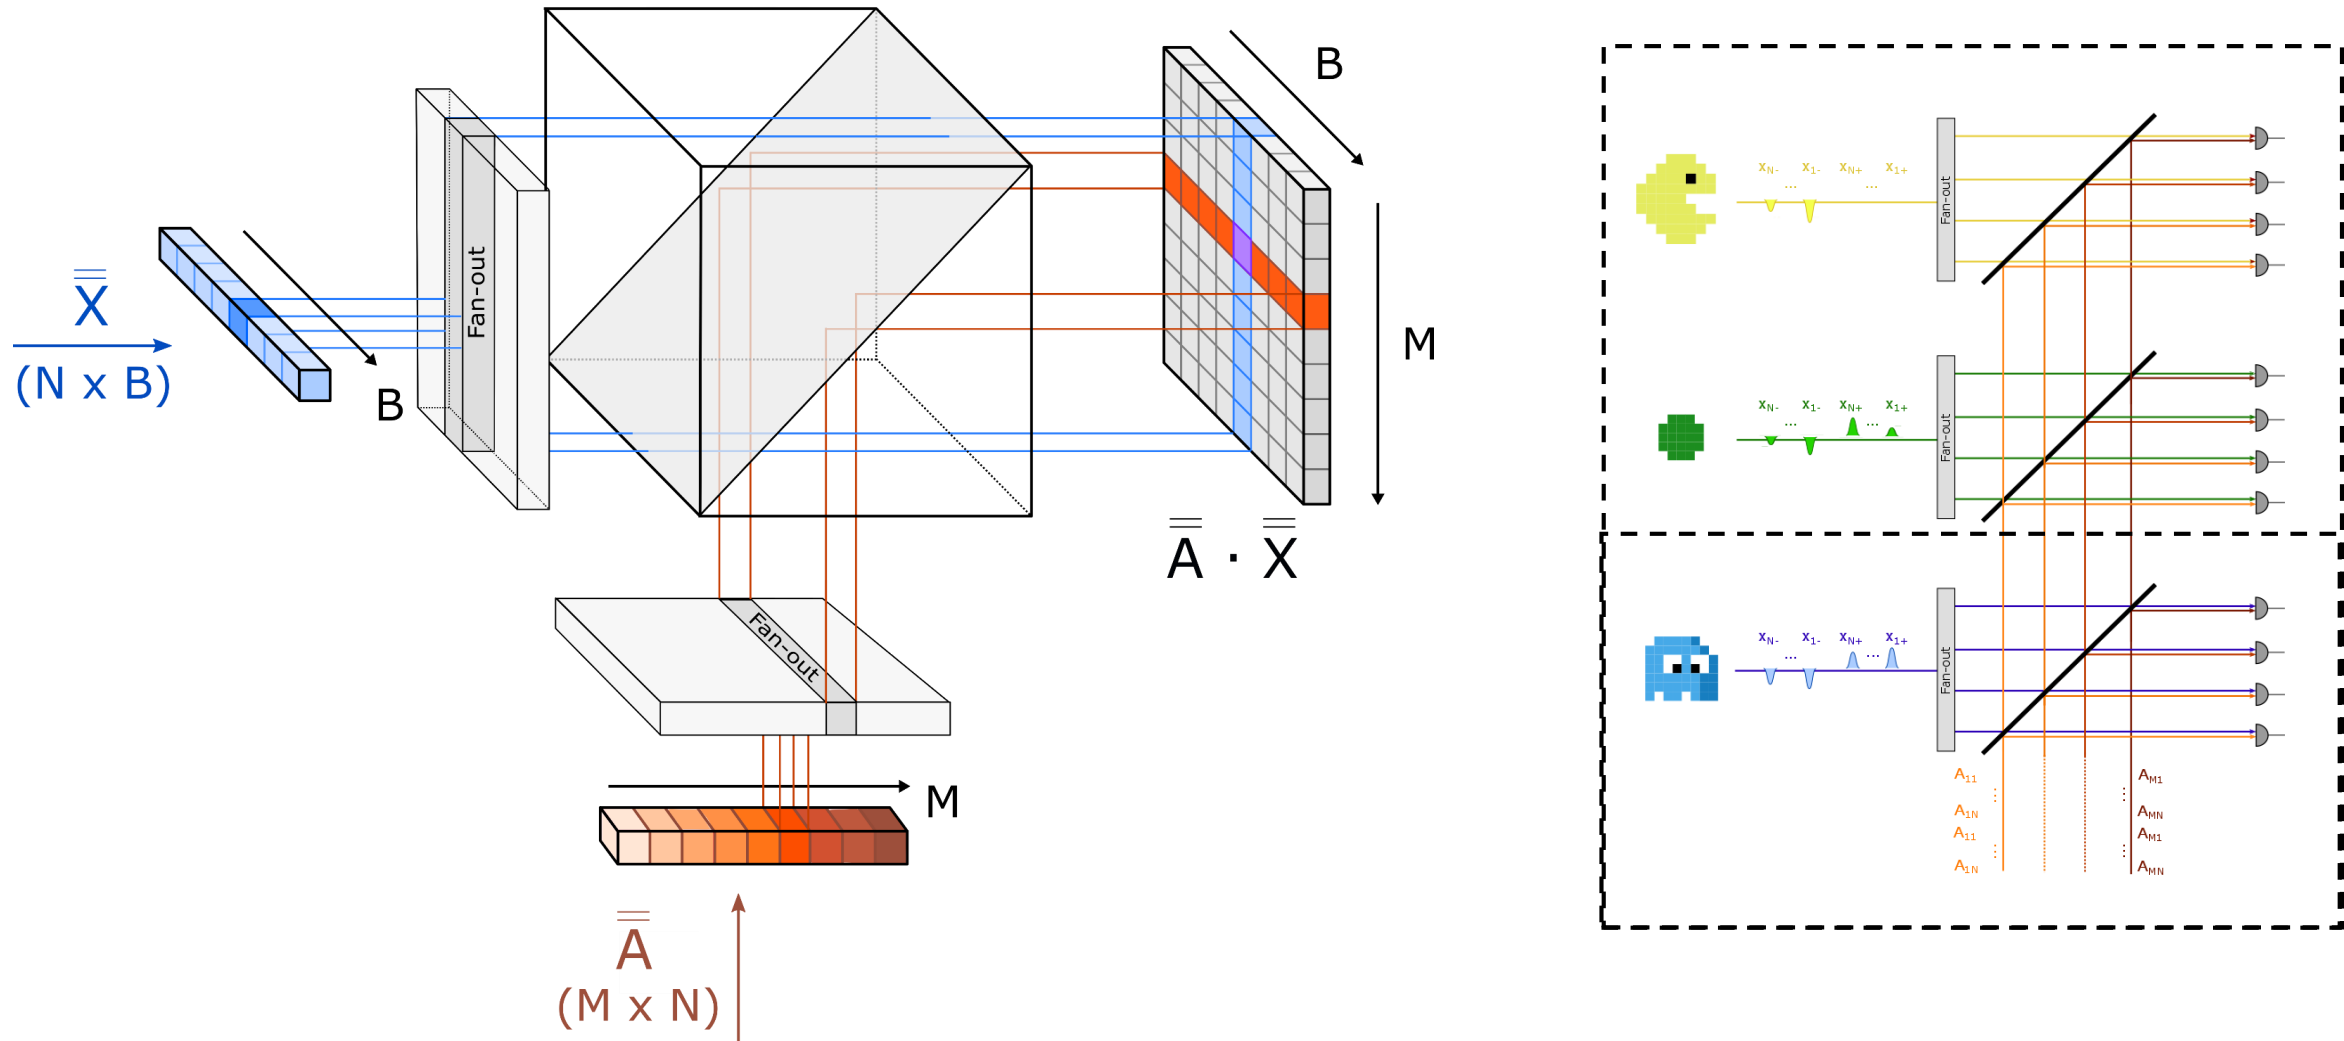 X
(N x B)
B
Fan-out
B
M
A · X
Fan-out
M
A
(M x N)
xN- x1- xN+ x1+
... ...
Fan-out
xN- x1- xN+ x1+
... ...
Fan-out
xN- x1- xN+ x1+
... ...
Fan-out
A11 AM1
⋮ ⋮
A1N AMN
A11 AM1
⋮ ⋮
A1N AMN